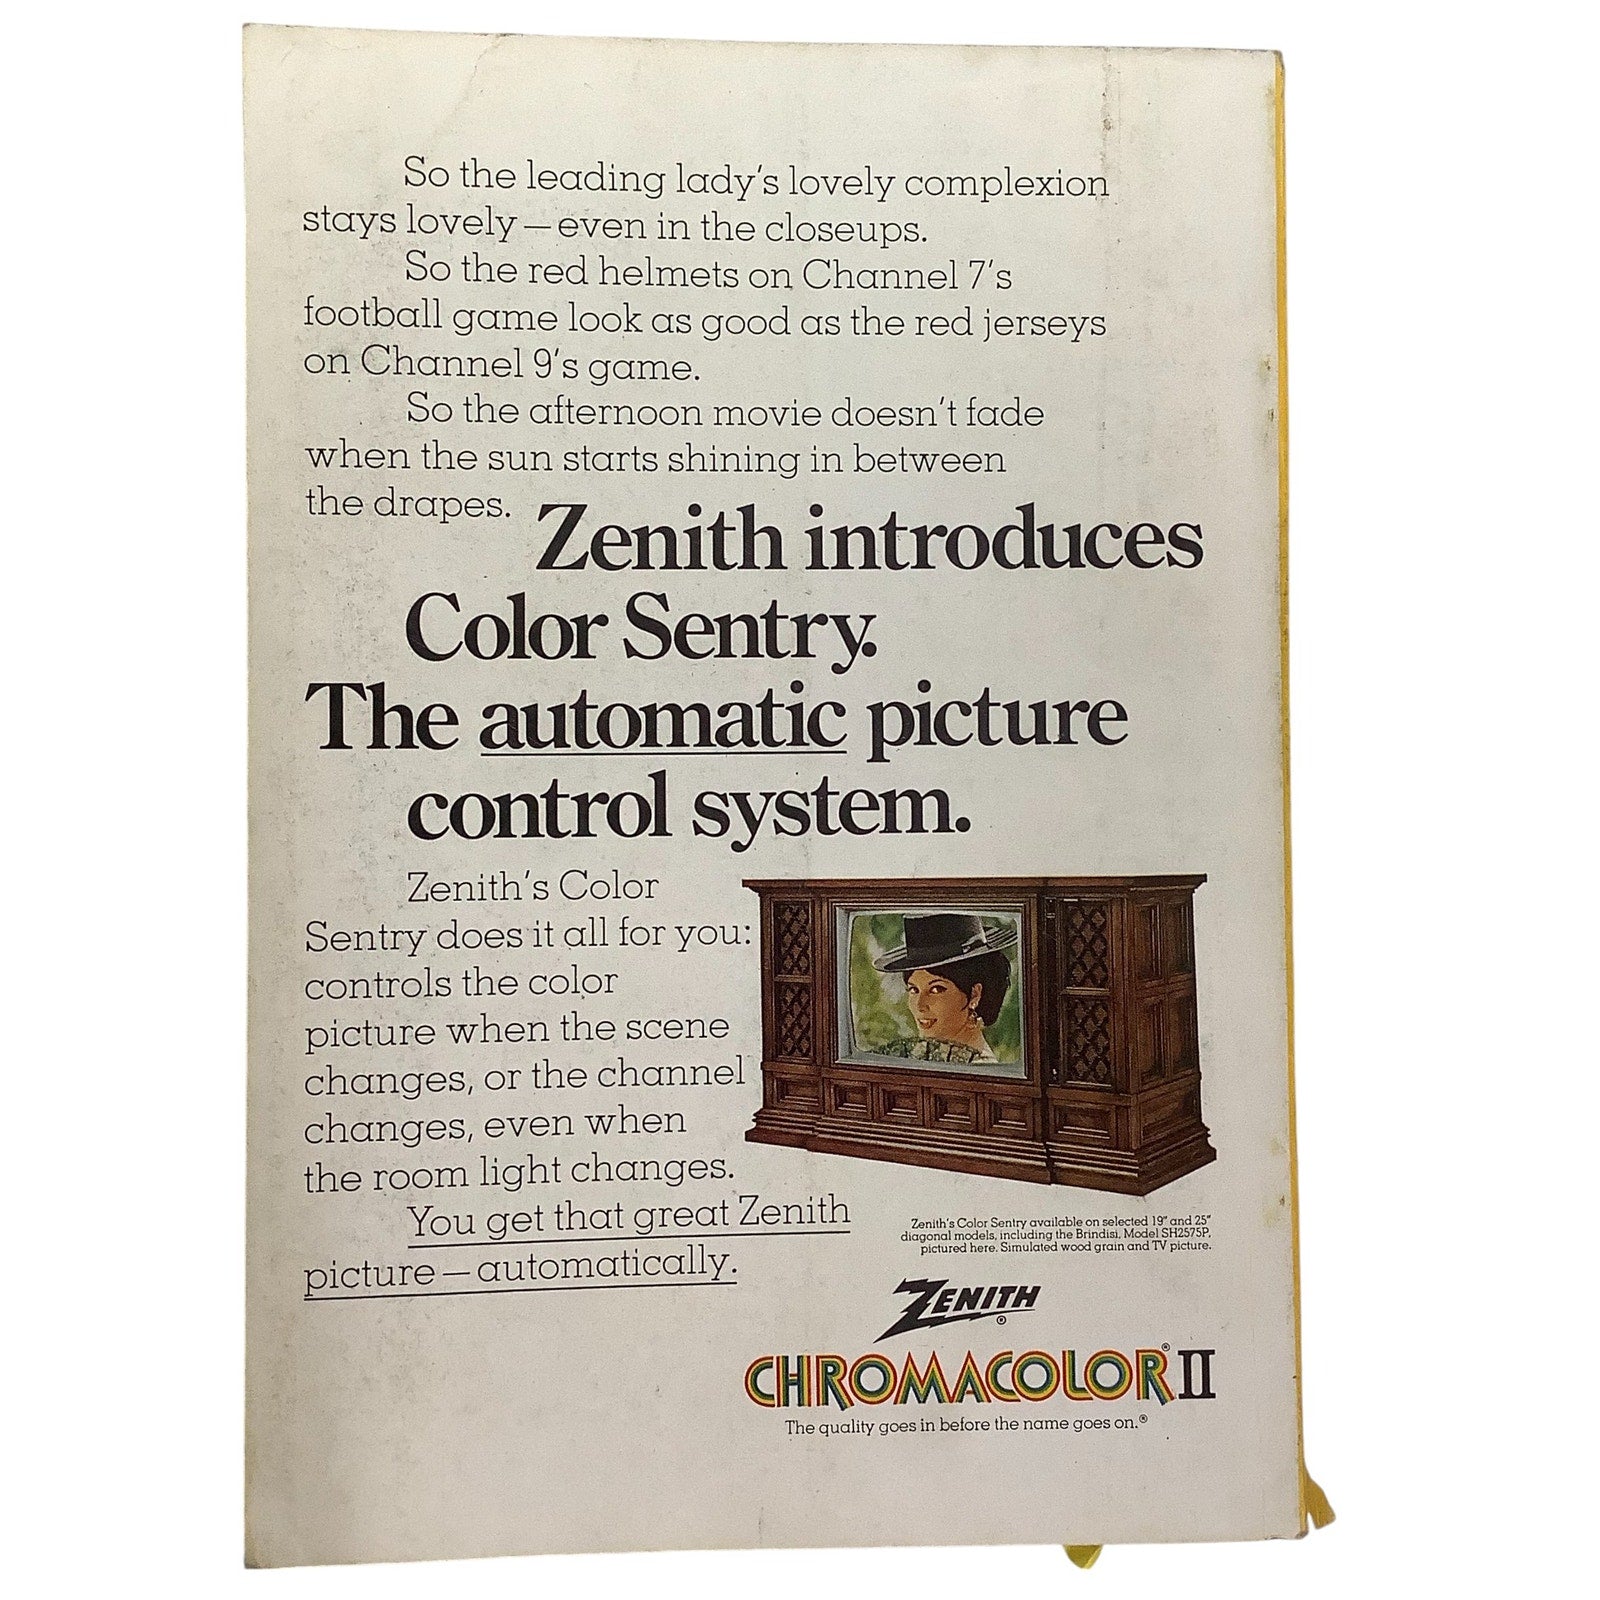 So the leading lady's lovely complexion
stays lovely — even in the closeups.
So the red helmets on Channel 7's
football game look as good as the red jerseys
on Channel 9's game.
So the afternoon movie doesn't fade
when the sun starts shining in between
the drapes.
Zenith introduces
Color Sentry.
The automatic picture
control system.
Zenith's Color
Sentry does it all for you:
controls the color
picture when the scene
changes, or the channel
changes, even when
the room light changes.
You get that great Zenith
picture — automatically.
Zenith's Color Sentry available on selected 19" and 25"
diagonal models, including the Brindisi, Model SH2575P,
pictured here. Simulated wood grain and TV picture.
ZENITH®
CHROMACOLOR® II
The quality goes in before the name goes on.®